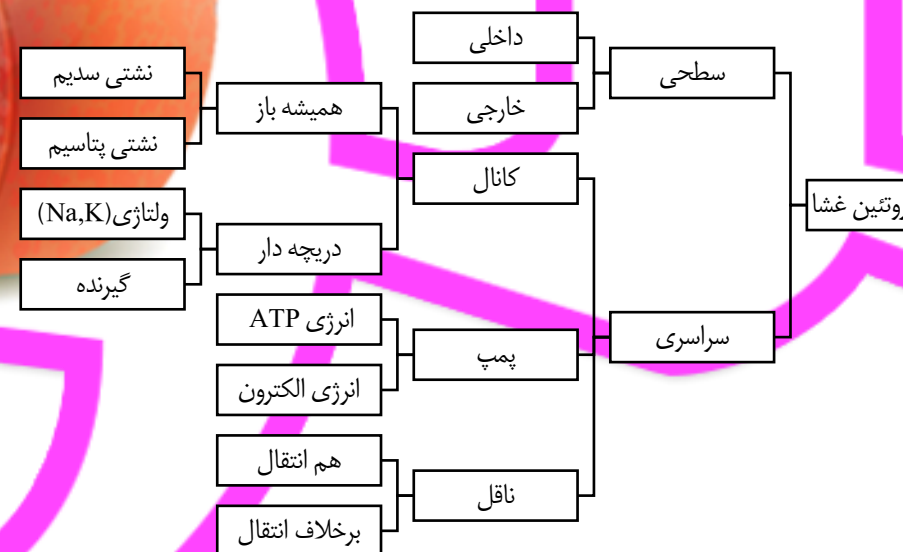 روتئین غشا
سطحی
داخلی
خارجی
سراسری
کانال
همیشه باز
نشتی سدیم
نشتی پتاسیم
دریچه دار
ولتاژی(Na,K)
گیرنده
پمپ
انرژی ATP
انرژی الکترون
ناقل
هم انتقال
برخلاف انتقال